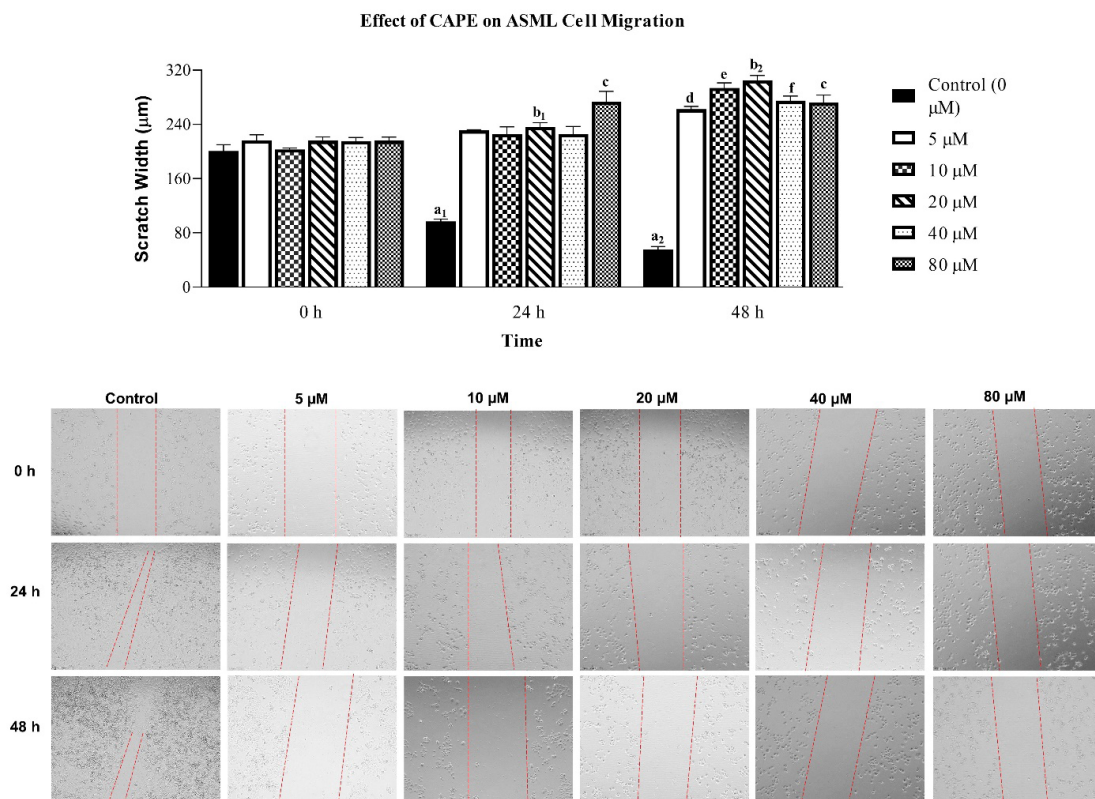 Effect of CAPE on ASML Cell Migration
Scratch Width (µm)
320
240
160
80
0
a₁
b₁
c
a₂
d
e
b₂
f
c
0 h
24 h
48 h
Time
Control (0
µM)
5 µM
10 µM
20 µM
40 µM
80 µM
Control
5 µM
10 µM
20 µM
40 µM
80 µM
0 h
24 h
48 h